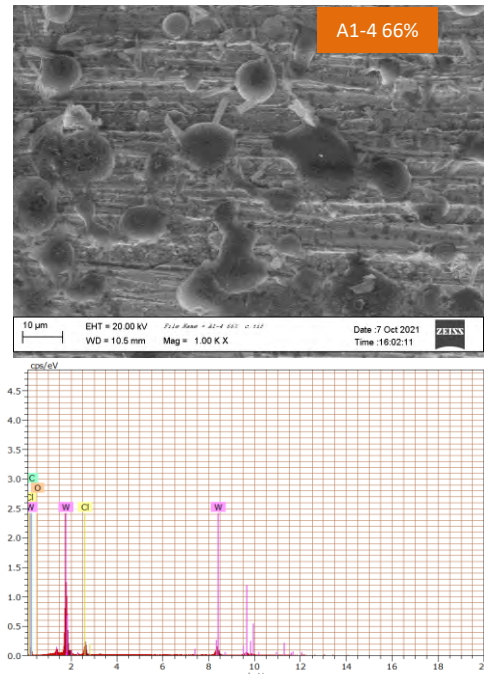 A1-4 66%
10 µm
EHT = 20.00 kV
File Name = A1-4 66% c.tif
Date :7 Oct 2021
ZEISS
WD = 10.5 mm
Mag = 1.00 K X
Time :16:02:11
cps/eV
4.5
4.0
3.5
3.0
2.5
2.0
1.5
1.0
0.5
0.0
C
O
Cl
W
W
Cl
W
2
4
6
8
10
12
14
16
18
20